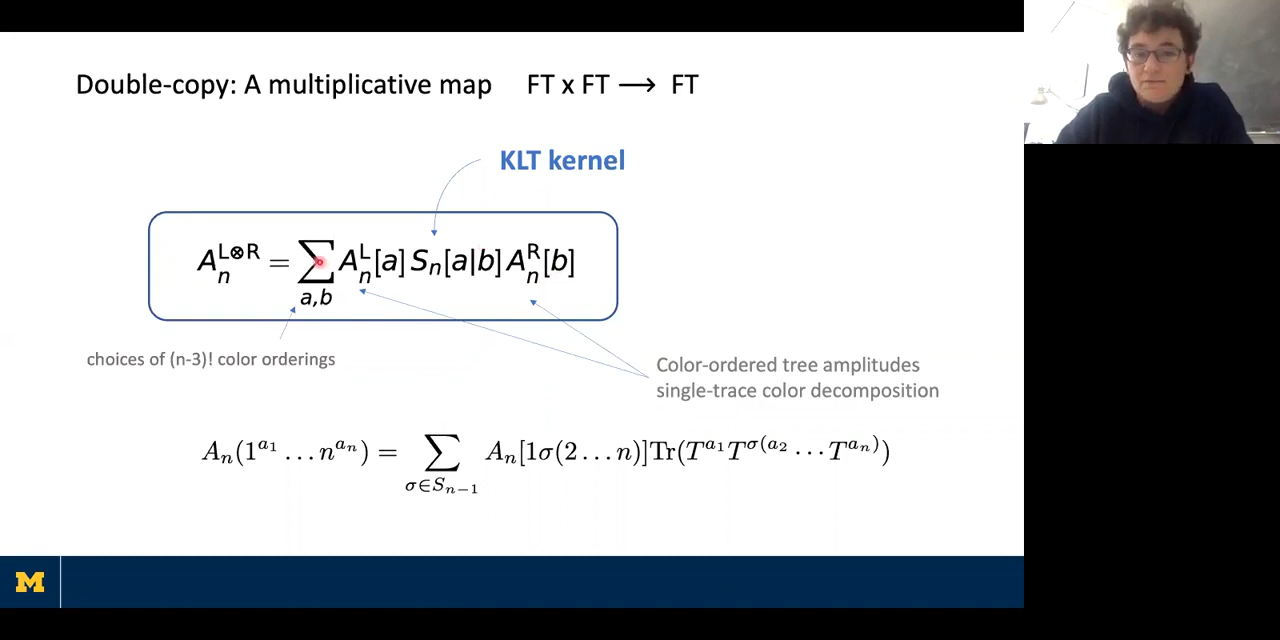 Double-copy: A multiplicative map FT x FT ⟶ FT
KLT kernel
A_n^{L⊗R} = ∑_{a,b} A_n^L[a] S_n[a|b] A_n^R[b]
choices of (n-3)! color orderings
Color-ordered tree amplitudes
single-trace color decomposition
A_n(1^{a_1} … n^{a_n}) = ∑_{σ∈S_{n−1}} A_n[1σ(2 … n)]Tr(T^{a_1}T^{σ(a_2} ⋯ T^{a_n)})
M